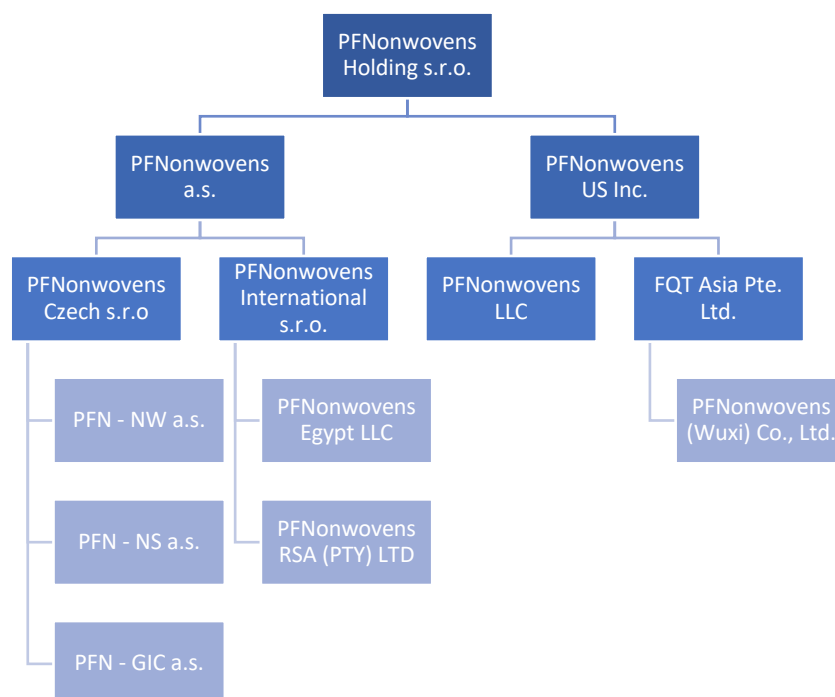 PFNonwovens
Holding s.r.o.
PFNonwovens
a.s.
PFNonwovens
US Inc.
PFNonwovens
Czech s.r.o
PFNonwovens
International
s.r.o.
PFNonwovens
LLC
FQT Asia Pte.
Ltd.
PFN - NW a.s.
PFNonwovens
Egypt LLC
PFNonwovens
(Wuxi) Co., Ltd.
PFN - NS a.s.
PFNonwovens
RSA (PTY) LTD
PFN - GIC a.s.